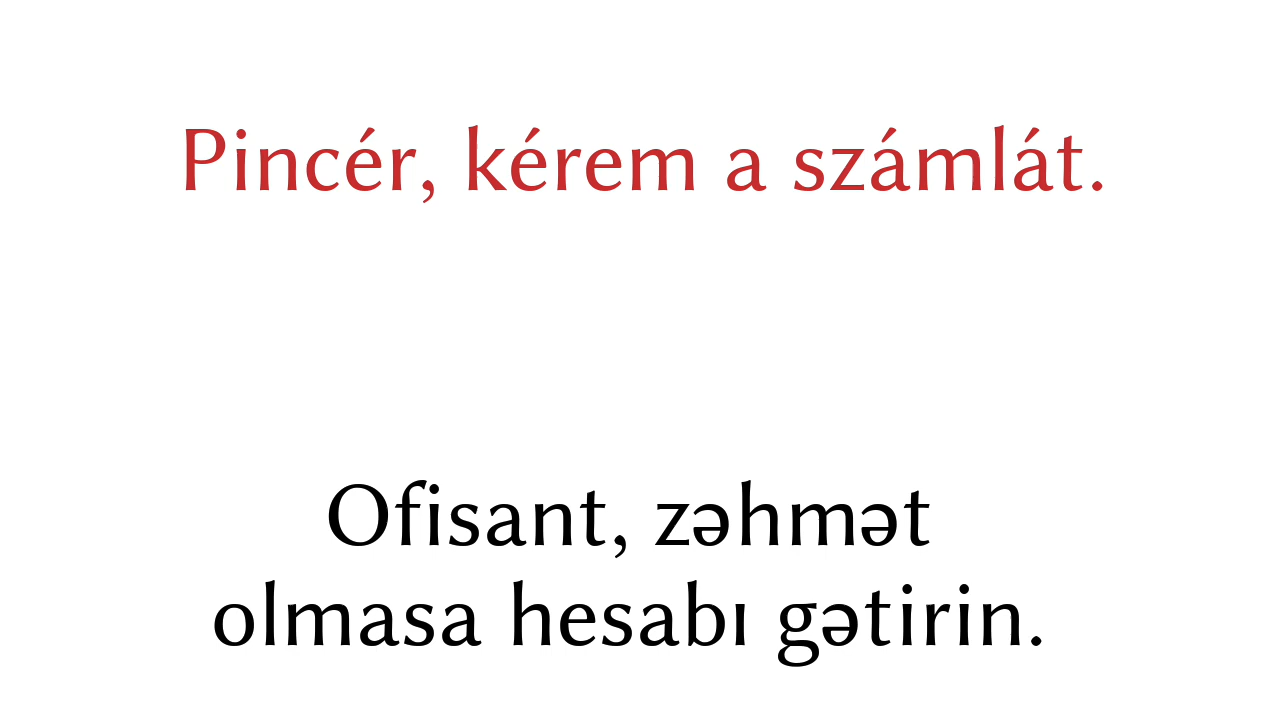 Pincér, kérem a számlát.
Ofisant, zəhmət
olmasa hesabı gətirin.